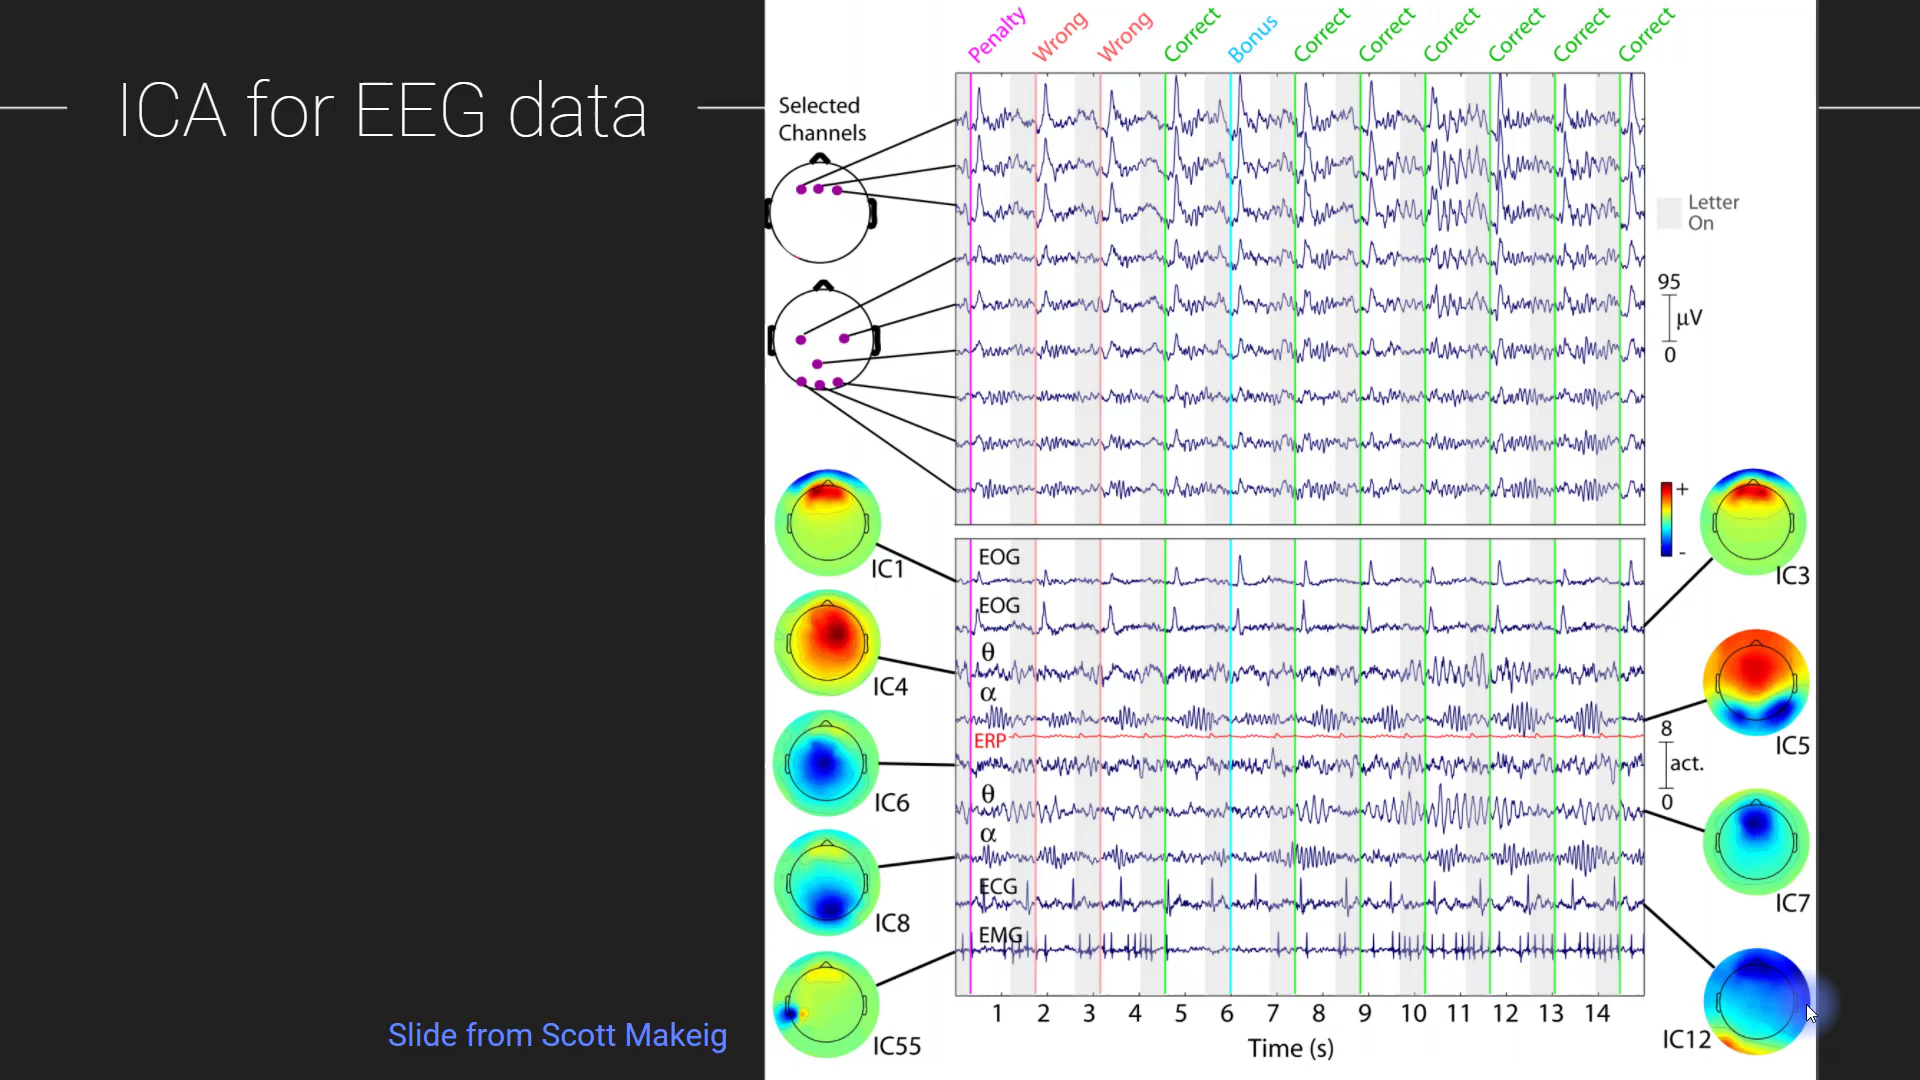 ICA for EEG data
Penalty
Wrong
Wrong
Correct
Bonus
Correct
Correct
Correct
Correct
Correct
Correct
Selected
Channels
Letter
On
95
μV
0
+
-
IC1
IC4
IC6
IC8
IC55
EOG
EOG
θ
α
ERP
θ
α
ECG
EMG
IC3
IC5
8
act.
0
IC7
IC12
1 2 3 4 5 6 7 8 9 10 11 12 13 14
Time (s)
Slide from Scott Makeig